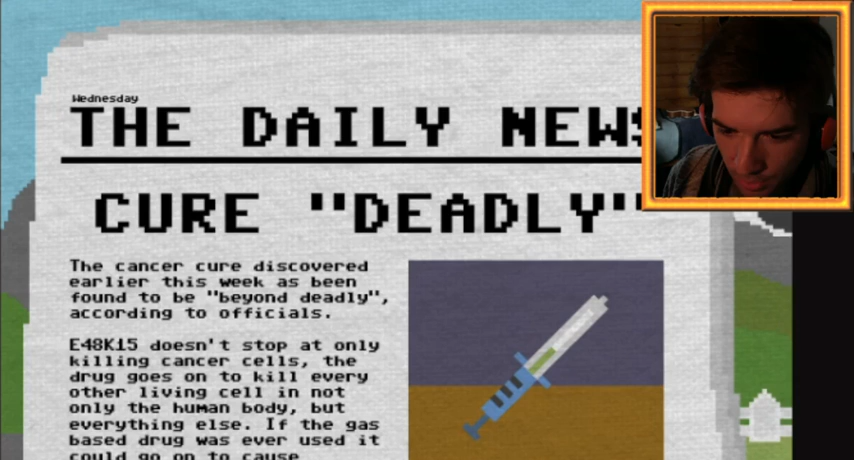 Wednesday
THE DAILY NEWS
CURE "DEADLY"
The cancer cure discovered
earlier this week as been
found to be "beyond deadly",
according to officials.
E48K15 doesn't stop at only
killing cancer cells, the
drug goes on to kill every
other living cell in not
only the human body, but
everything else. If the gas
based drug was ever used it
could go on to cause